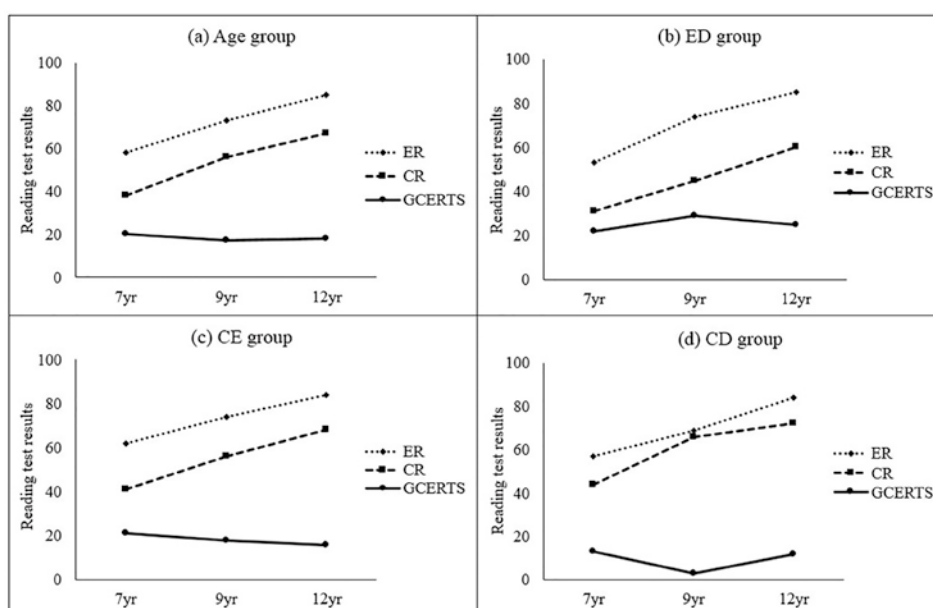 (a) Age group
Reading test results
100
80
60
40
20
0
7yr
9yr
12yr
ER
CR
GCERTS
(b) ED group
Reading test results
100
80
60
40
20
0
7yr
9yr
12yr
ER
CR
GCERTS
(c) CE group
Reading test results
100
80
60
40
20
0
7yr
9yr
12yr
ER
CR
GCERTS
(d) CD group
Reading test results
100
80
60
40
20
0
7yr
9yr
12yr
ER
CR
GCERTS